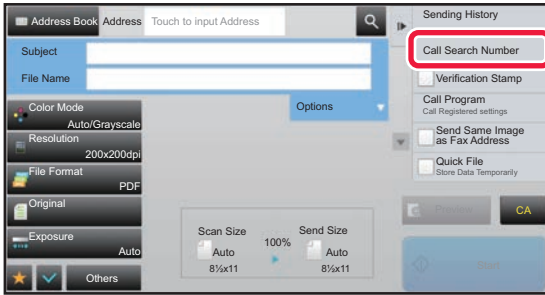 Address Book
Address
Touch to input Address
Subject
File Name
Options
Color Mode
Auto/Grayscale
Resolution
200x200dpi
File Format
PDF
Original
Exposure
Auto
Others
Scan Size
Auto
8½x11
100%
Send Size
Auto
8½x11
Sending History
Call Search Number
Verification Stamp
Call Program
Call Registered settings
Send Same Image
as Fax Address
Quick File
Store Data Temporarily
Preview
CA
Start